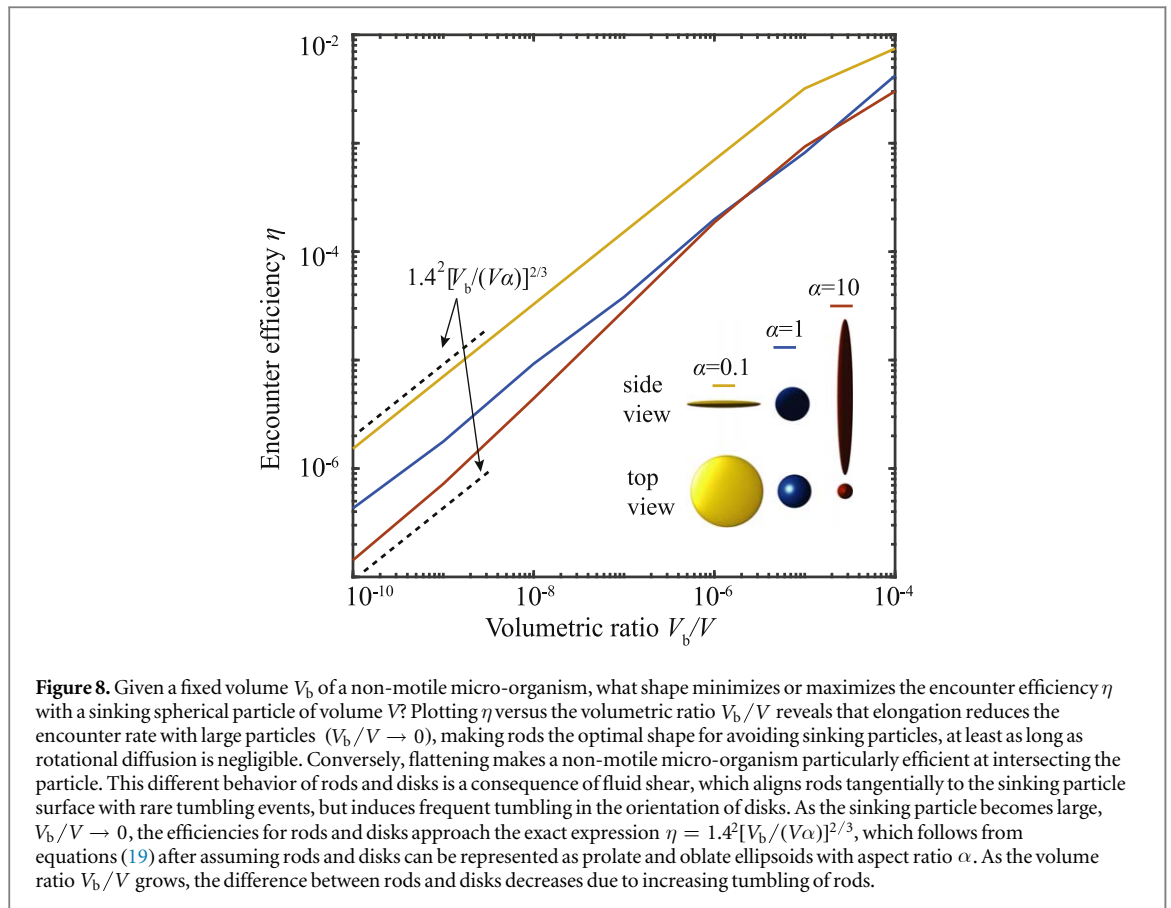 10⁻²
10⁻⁴
10⁻⁶
Encounter efficiency η
1.4²[V_b/(Vα)]^{2/3}
α=10
α=1
α=0.1
side
view
top
view
10⁻¹⁰
10⁻⁸
10⁻⁶
10⁻⁴
Volumetric ratio V_b/V
Figure 8. Given a fixed volume V_b of a non-motile micro-organism, what shape minimizes or maximizes the encounter efficiency η
with a sinking spherical particle of volume V? Plotting η versus the volumetric ratio V_b/V reveals that elongation reduces the
encounter rate with large particles (V_b/V → 0), making rods the optimal shape for avoiding sinking particles, at least as long as
rotational diffusion is negligible. Conversely, flattening makes a non-motile micro-organism particularly efficient at intersecting the
particle. This different behavior of rods and disks is a consequence of fluid shear, which aligns rods tangentially to the sinking particle
surface with rare tumbling events, but induces frequent tumbling in the orientation of disks. As the sinking particle becomes large,
V_b/V → 0, the efficiencies for rods and disks approach the exact expression η = 1.4²[V_b/(Vα)]^{2/3}, which follows from
equations (19) after assuming rods and disks can be represented as prolate and oblate ellipsoids with aspect ratio α. As the volume
ratio V_b/V grows, the difference between rods and disks decreases due to increasing tumbling of rods.